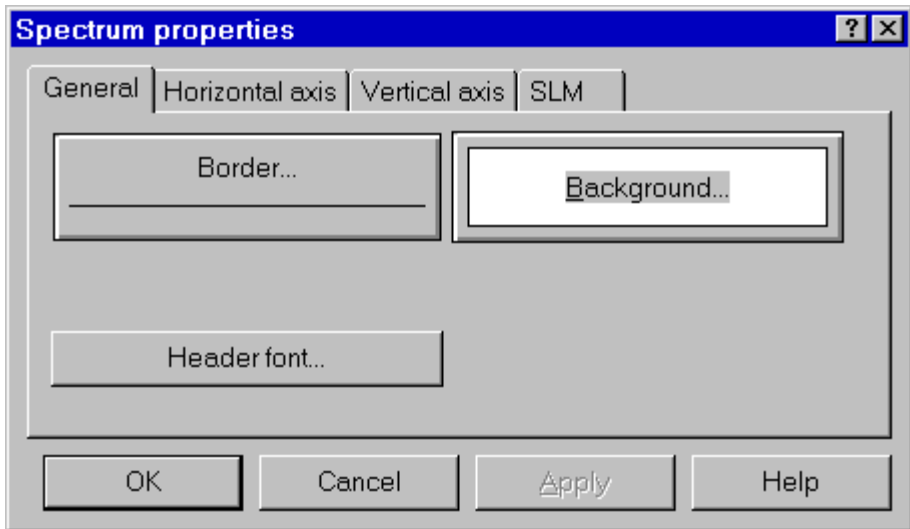 Spectrum properties
General Horizontal axis Vertical axis SLM
Border... Background...
Header font...
OK Cancel Apply Help